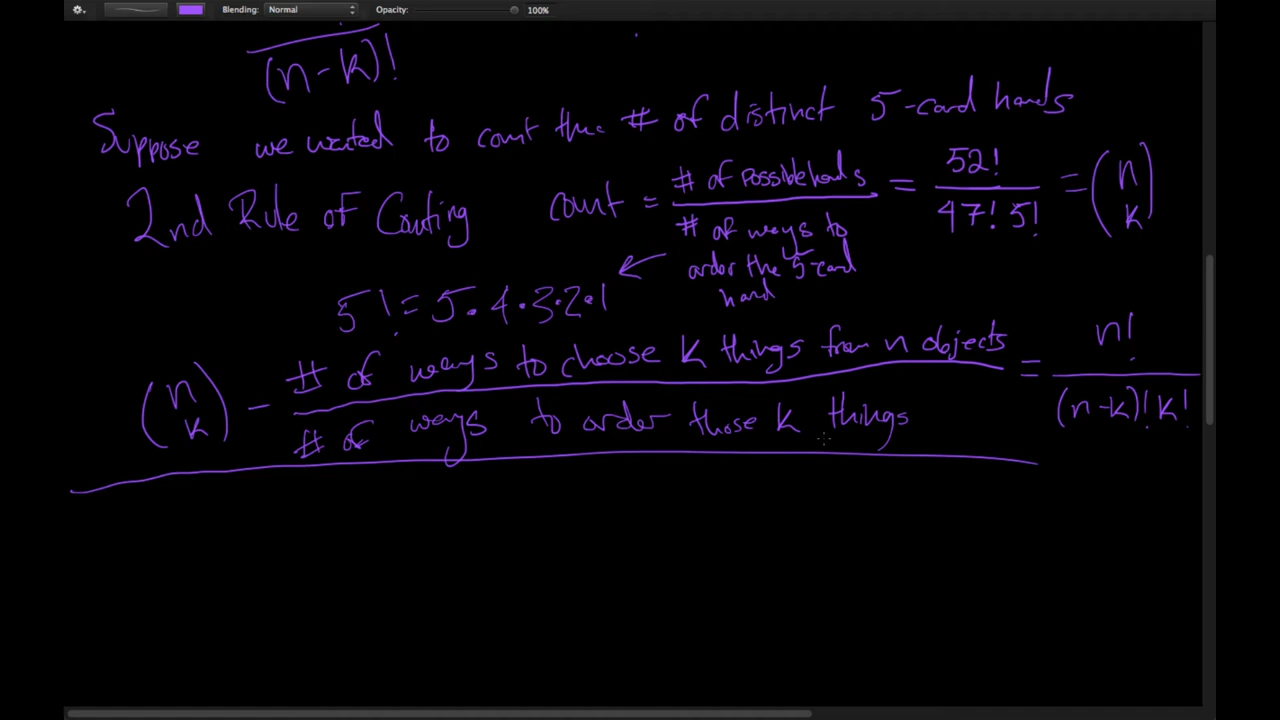 Blending: Normal Opacity: 100%
(n-k)!
Suppose we wanted to count the # of distinct 5-card hands
2nd Rule of Couting count = # of possible hands / # of ways to order the 5-card hand = 52! / 47! 5! = (n k)
5! = 5 · 4 · 3 · 2 · 1
(n k) - # of ways to choose k things from n objects / # of ways to order those k things = n! / (n-k)! k!